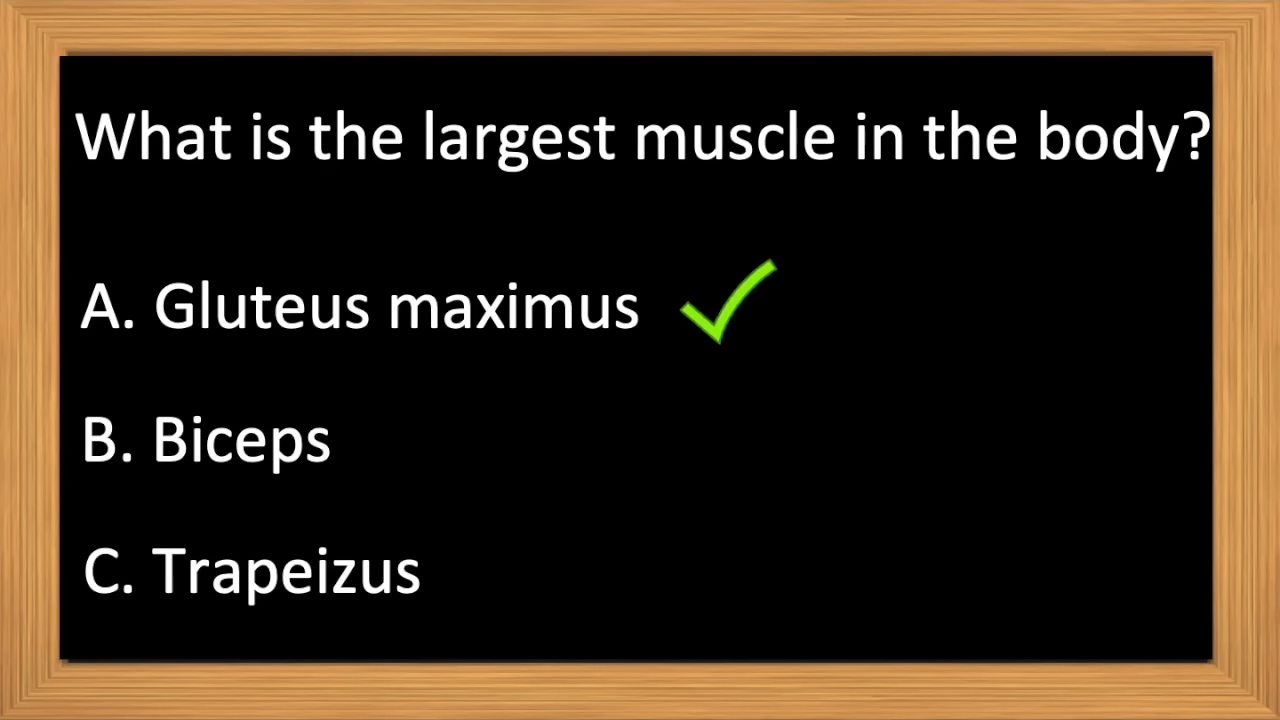 What is the largest muscle in the body?
A. Gluteus maximus
B. Biceps
C. Trapeizus